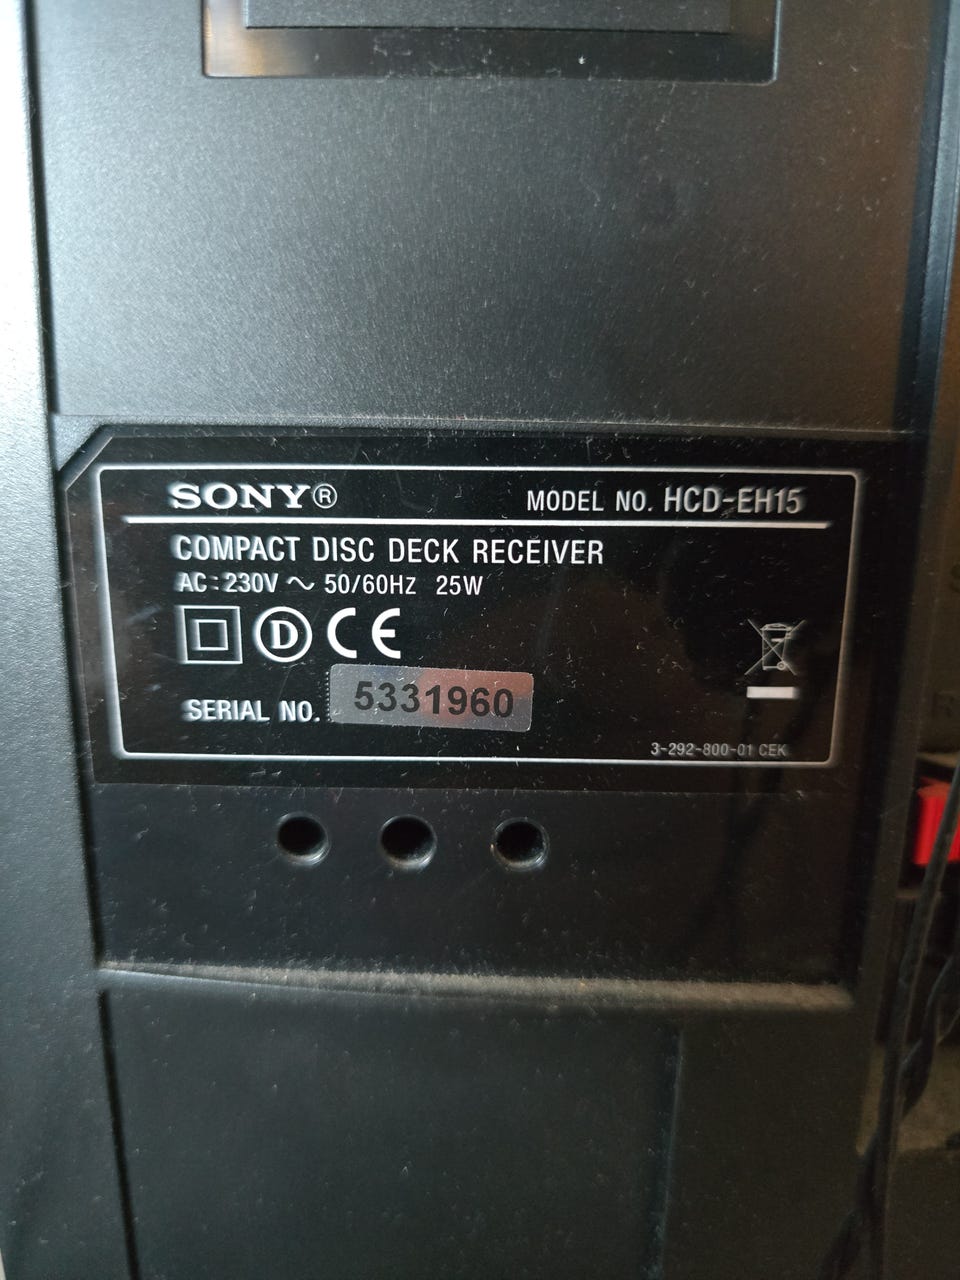 SONY®
MODEL NO. HCD-EH15
COMPACT DISC DECK RECEIVER
AC: 230V ~ 50/60Hz 25W
D CE
SERIAL NO. 5331960
3-292-800-01 CEK